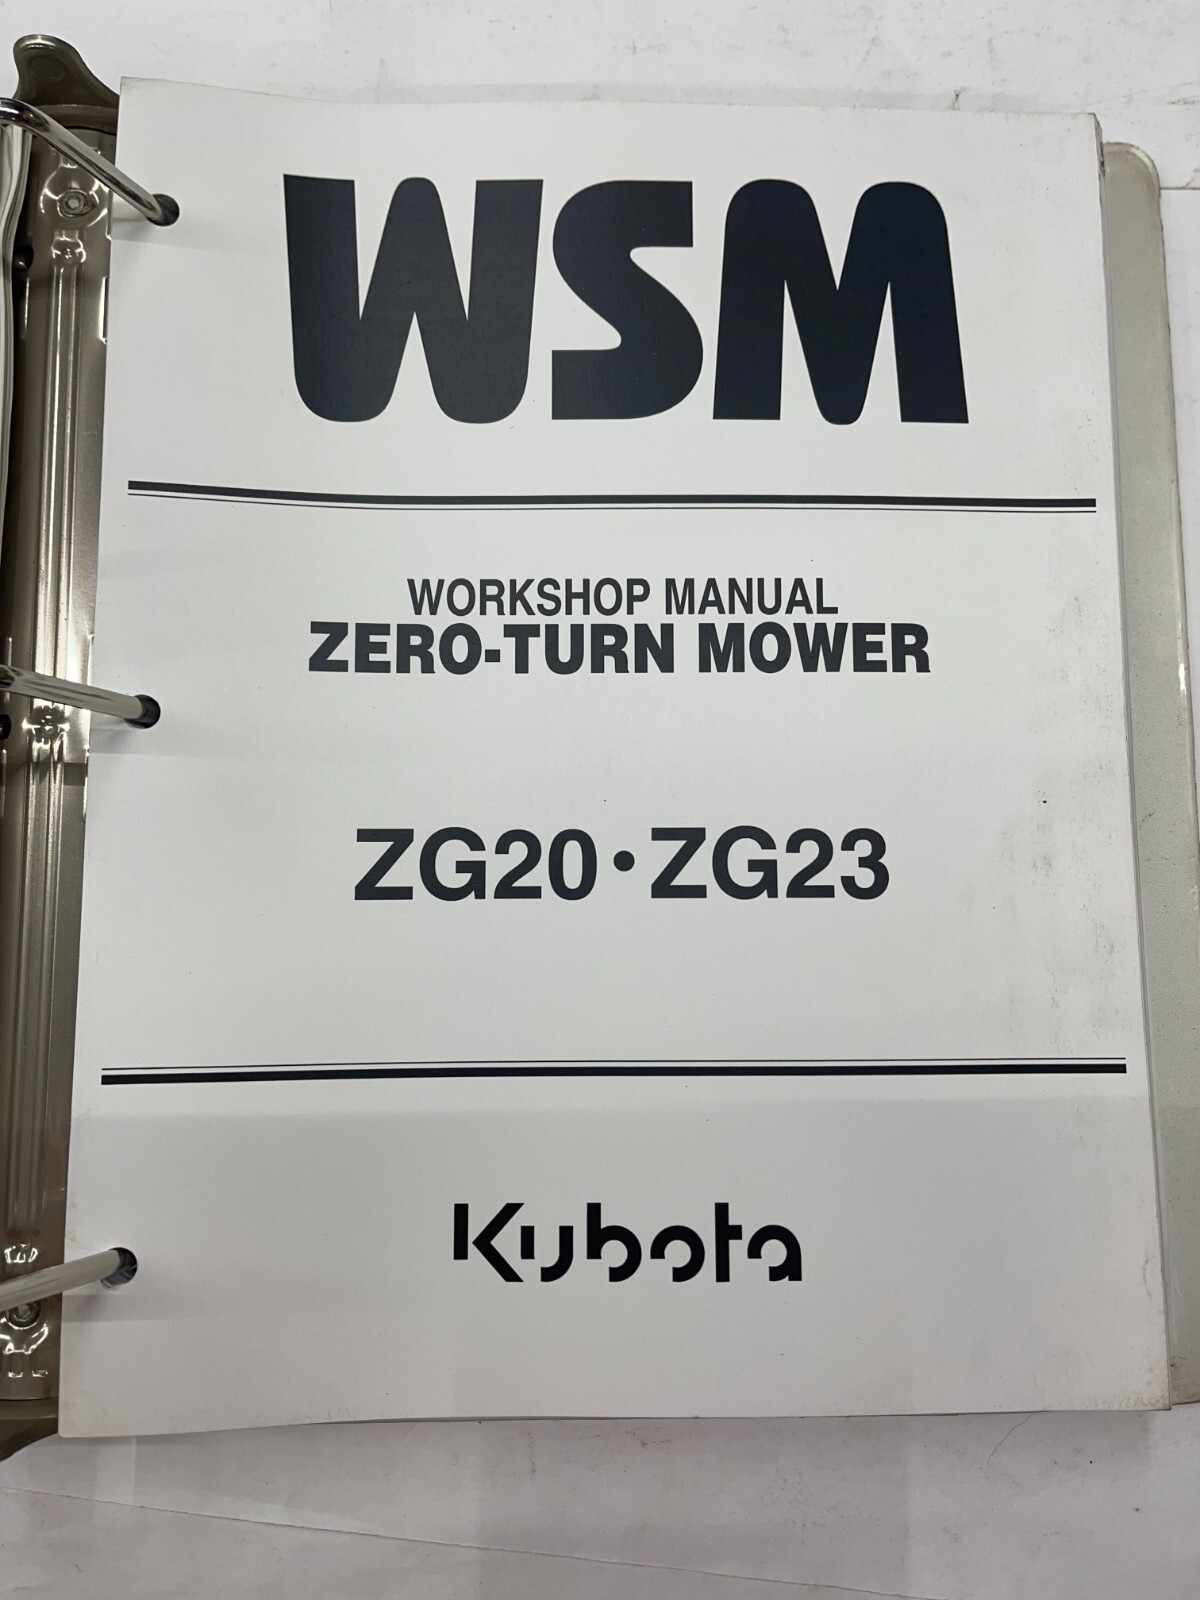 WSM
WORKSHOP MANUAL
ZERO-TURN MOWER
ZG20・ZG23
Kubota